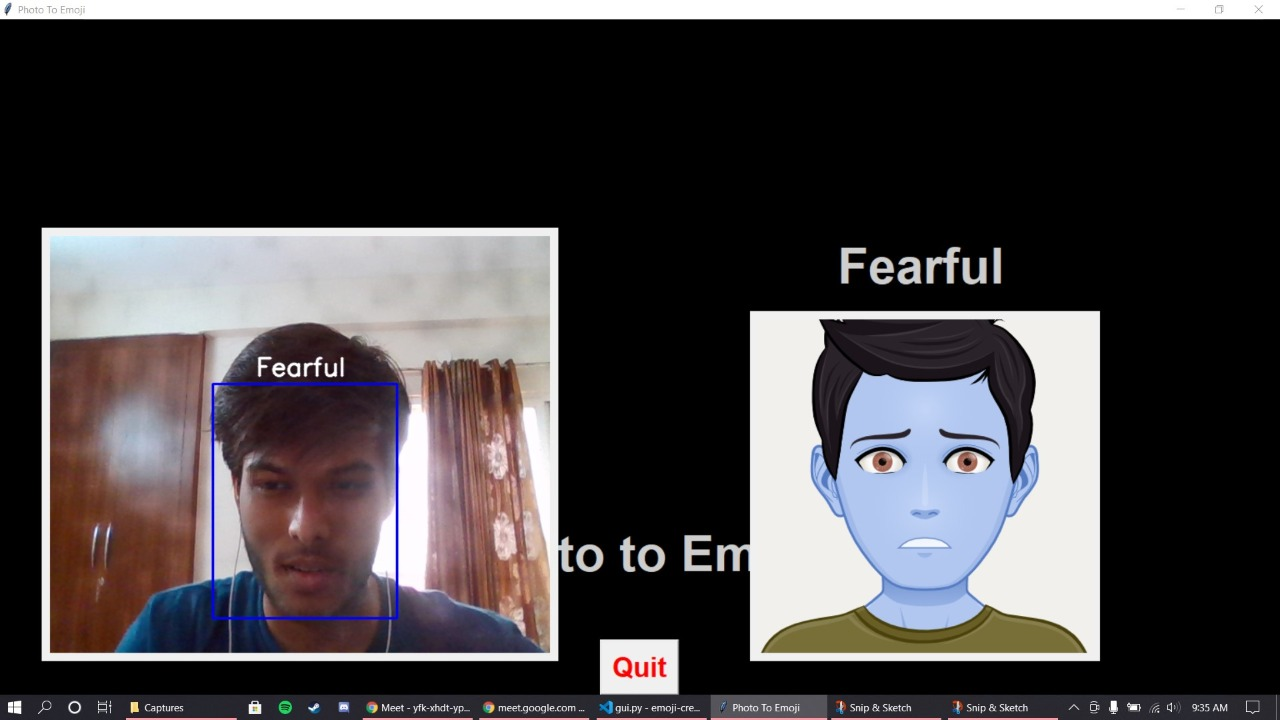 Photo To Emoji
Fearful
Fearful
to to Em
Quit
Captures
Meet - yfk-xhdt-yp...
meet.google.com ...
gui.py - emoji-cre...
Photo To Emoji
Snip & Sketch
Snip & Sketch
9:35 AM